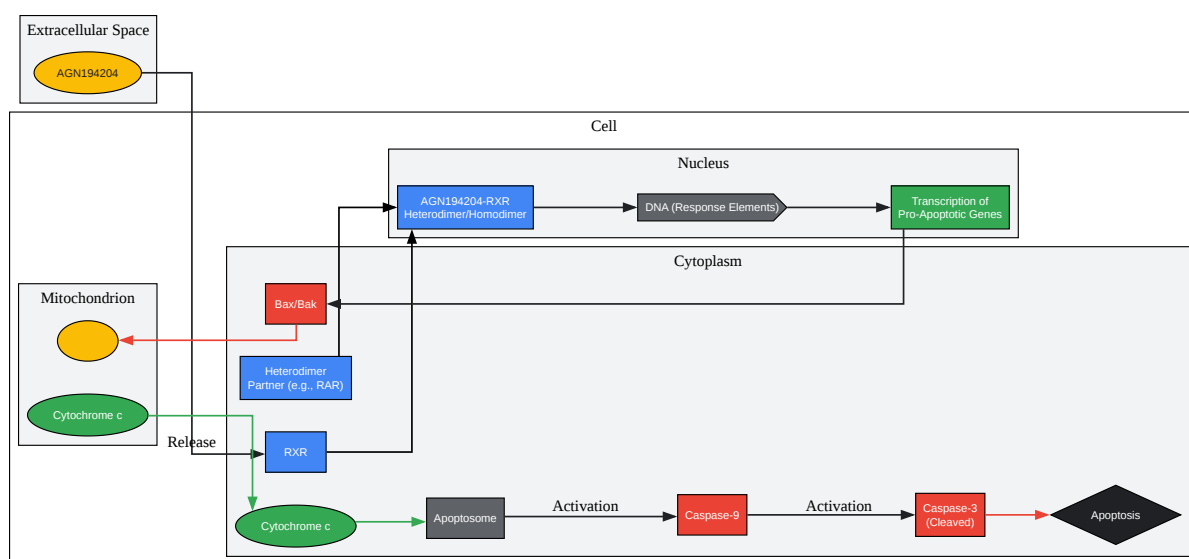 Extracellular Space
AGN194204
Cell
Nucleus
AGN194204-RXR
Heterodimer/Homodimer
DNA (Response Elements)
Transcription of
Pro-Apoptotic Genes
Cytoplasm
Mitochondrion
Bax/Bak
Heterodimer
Partner (e.g., RAR)
Cytochrome c
Release
RXR
Cytochrome c
Apoptosome
Activation
Caspase-9
Activation
Caspase-3
(Cleaved)
Apoptosis